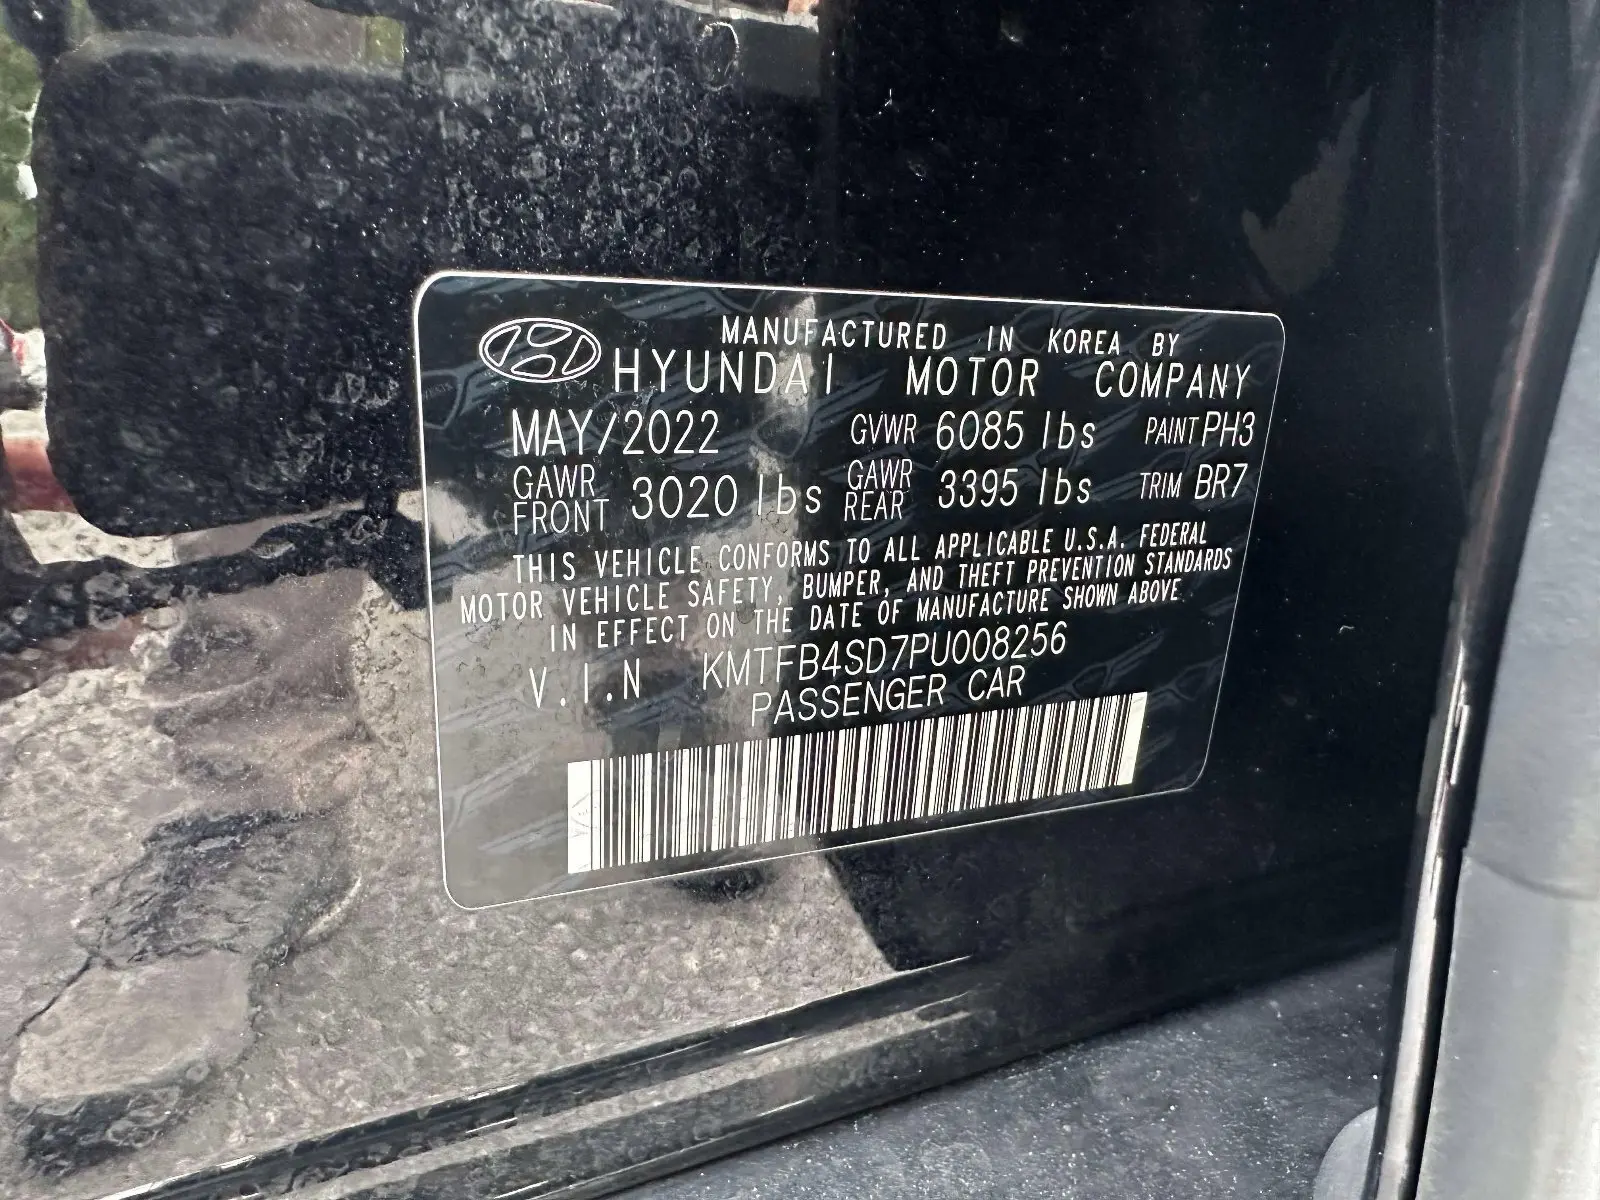 MANUFACTURED IN KOREA BY
HYUNDAI MOTOR COMPANY
MAY/2022 GVWR 6085 lbs PAINT PH3
GAWR FRONT 3020 lbs GAWR REAR 3395 lbs TRIM BR7
THIS VEHICLE CONFORMS TO ALL APPLICABLE U.S.A. FEDERAL
MOTOR VEHICLE SAFETY, BUMPER, AND THEFT PREVENTION STANDARDS
IN EFFECT ON THE DATE OF MANUFACTURE SHOWN ABOVE
V.I.N KMTFB4SD7PU008256
PASSENGER CAR